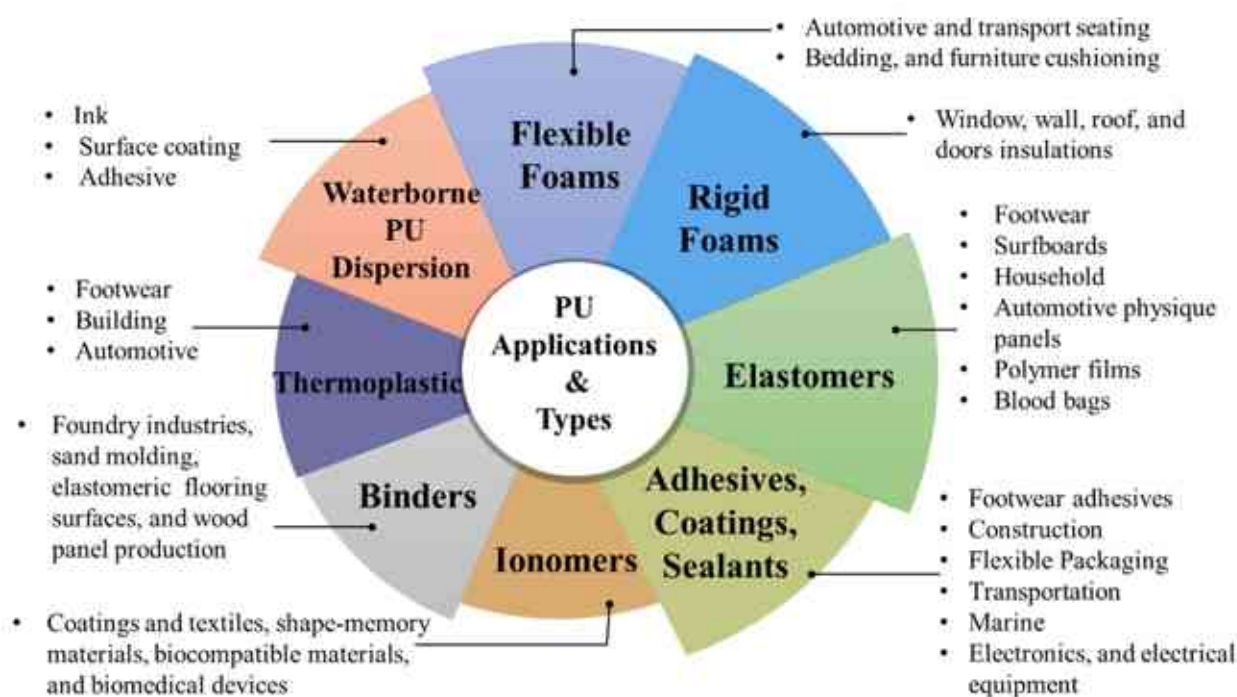 • Automotive and transport seating
• Bedding, and furniture cushioning
• Ink
• Surface coating
• Adhesive
Flexible
Foams
• Window, wall, roof, and
doors insulations
Waterborne
PU
Dispersion
Rigid
Foams
• Footwear
• Surfboards
• Household
• Automotive physique
panels
• Polymer films
• Blood bags
• Footwear
• Building
• Automotive
PU
Applications
&
Types
Thermoplastic
Elastomers
• Foundry industries,
sand molding,
elastomeric flooring
surfaces, and wood
panel production
Binders
Adhesives,
Coatings,
Sealants
Ionomers
• Footwear adhesives
• Construction
• Flexible Packaging
• Transportation
• Marine
• Electronics, and electrical
equipment
• Coatings and textiles, shape-memory
materials, biocompatible materials,
and biomedical devices